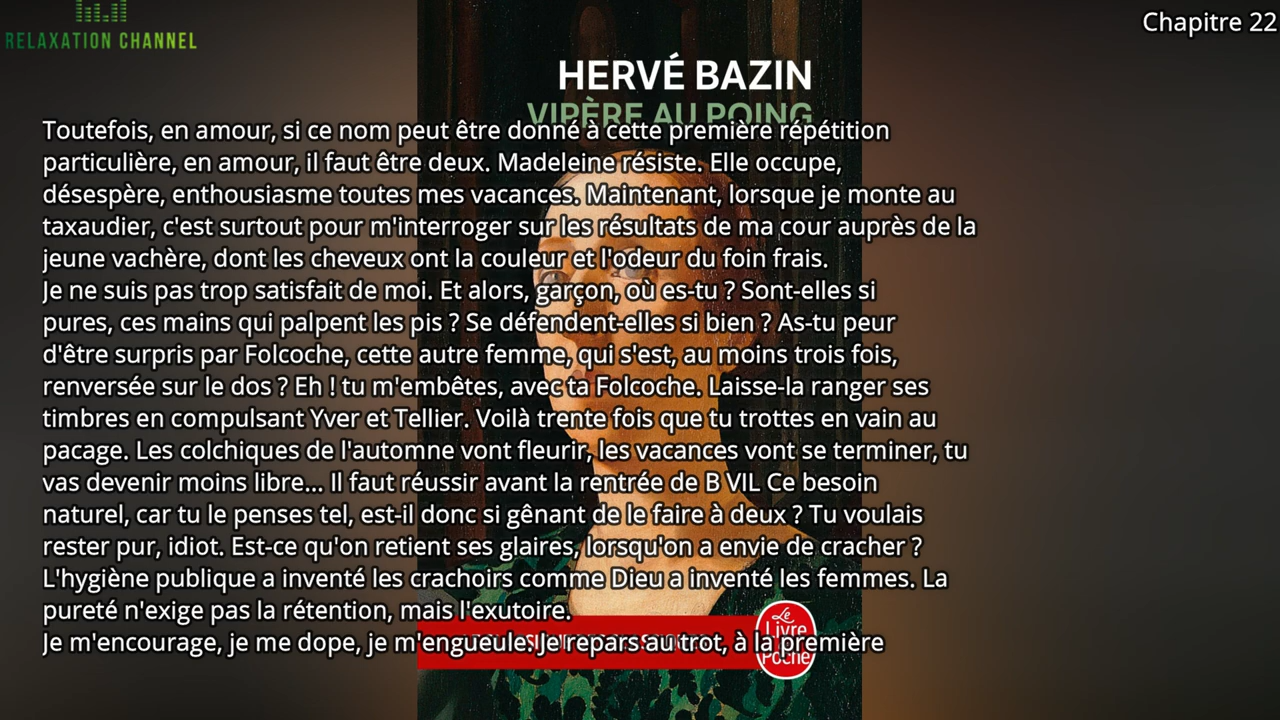 RELAXATION CHANNEL
Chapitre 22
HERVÉ BAZIN
VIPÈRE AU POING
Toutefois, en amour, si ce nom peut être donné à cette première répétition
particulière, en amour, il faut être deux. Madeleine résiste. Elle occupe,
désespère, enthousiasme toutes mes vacances. Maintenant, lorsque je monte au
taxaudier, c'est surtout pour m'interroger sur les résultats de ma cour auprès de la
jeune vachère, dont les cheveux ont la couleur et l'odeur du foin frais.
Je ne suis pas trop satisfait de moi. Et alors, garçon, où es-tu ? Sont-elles si
pures, ces mains qui palpent les pis ? Se défendent-elles si bien ? As-tu peur
d'être surpris par Folcoche, cette autre femme, qui s'est, au moins trois fois,
renversée sur le dos ? Eh ! tu m'embêtes, avec ta Folcoche. Laisse-la ranger ses
timbres en compulsant Yver et Tellier. Voilà trente fois que tu trottes en vain au
pacage. Les colchiques de l'automne vont fleurir, les vacances vont se terminer, tu
vas devenir moins libre... Il faut réussir avant la rentrée de B VIL Ce besoin
naturel, car tu le penses tel, est-il donc si gênant de le faire à deux ? Tu voulais
rester pur, idiot. Est-ce qu'on retient ses glaires, lorsqu'on a envie de cracher ?
L'hygiène publique a inventé les crachoirs comme Dieu a inventé les femmes. La
pureté n'exige pas la rétention, mais l'exutoire.
Je m'encourage, je me dope, je m'engueule. Je repars au trot, à la première
Le
Livre
Poche